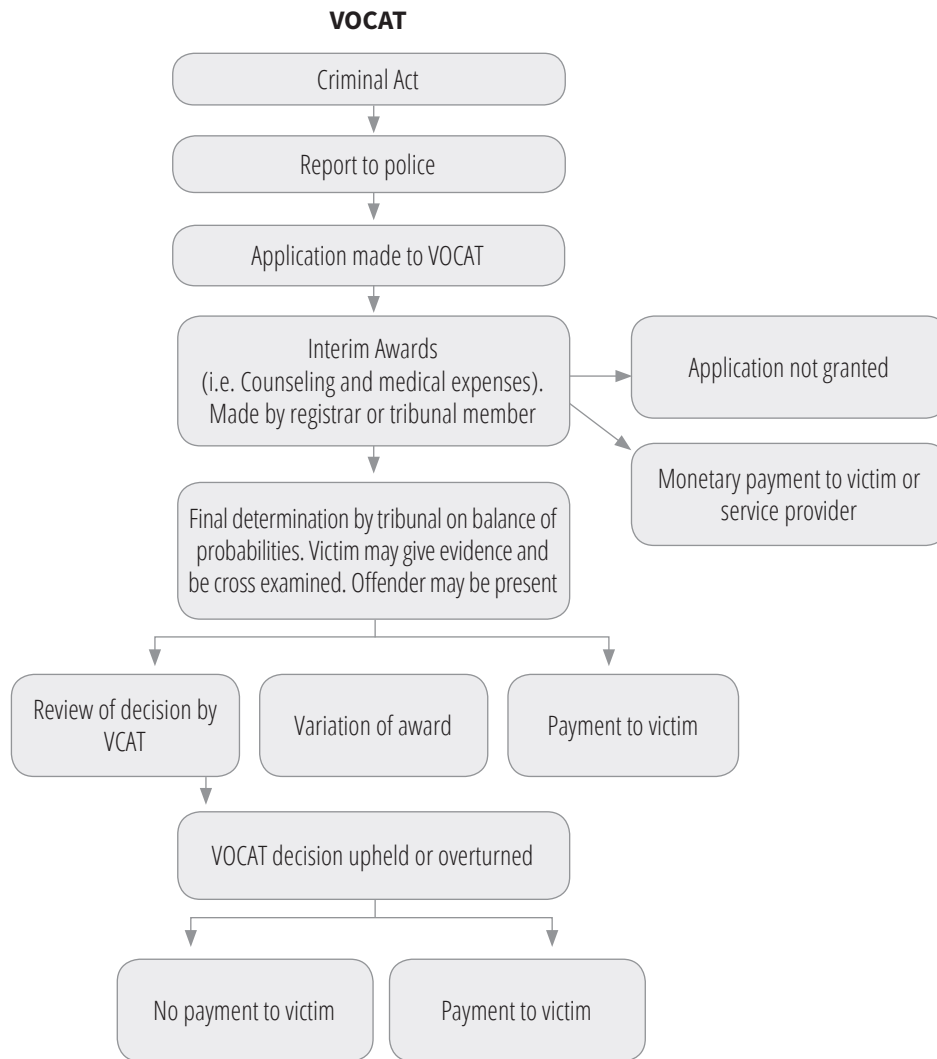 VOCAT
Criminal Act
Report to police
Application made to VOCAT
Interim Awards
(i.e. Counseling and medical expenses).
Made by registrar or tribunal member
Application not granted
Monetary payment to victim or
service provider
Final determination by tribunal on balance of
probabilities. Victim may give evidence and
be cross examined. Offender may be present
Review of decision by
VCAT
Variation of award
Payment to victim
VOCAT decision upheld or overturned
No payment to victim
Payment to victim